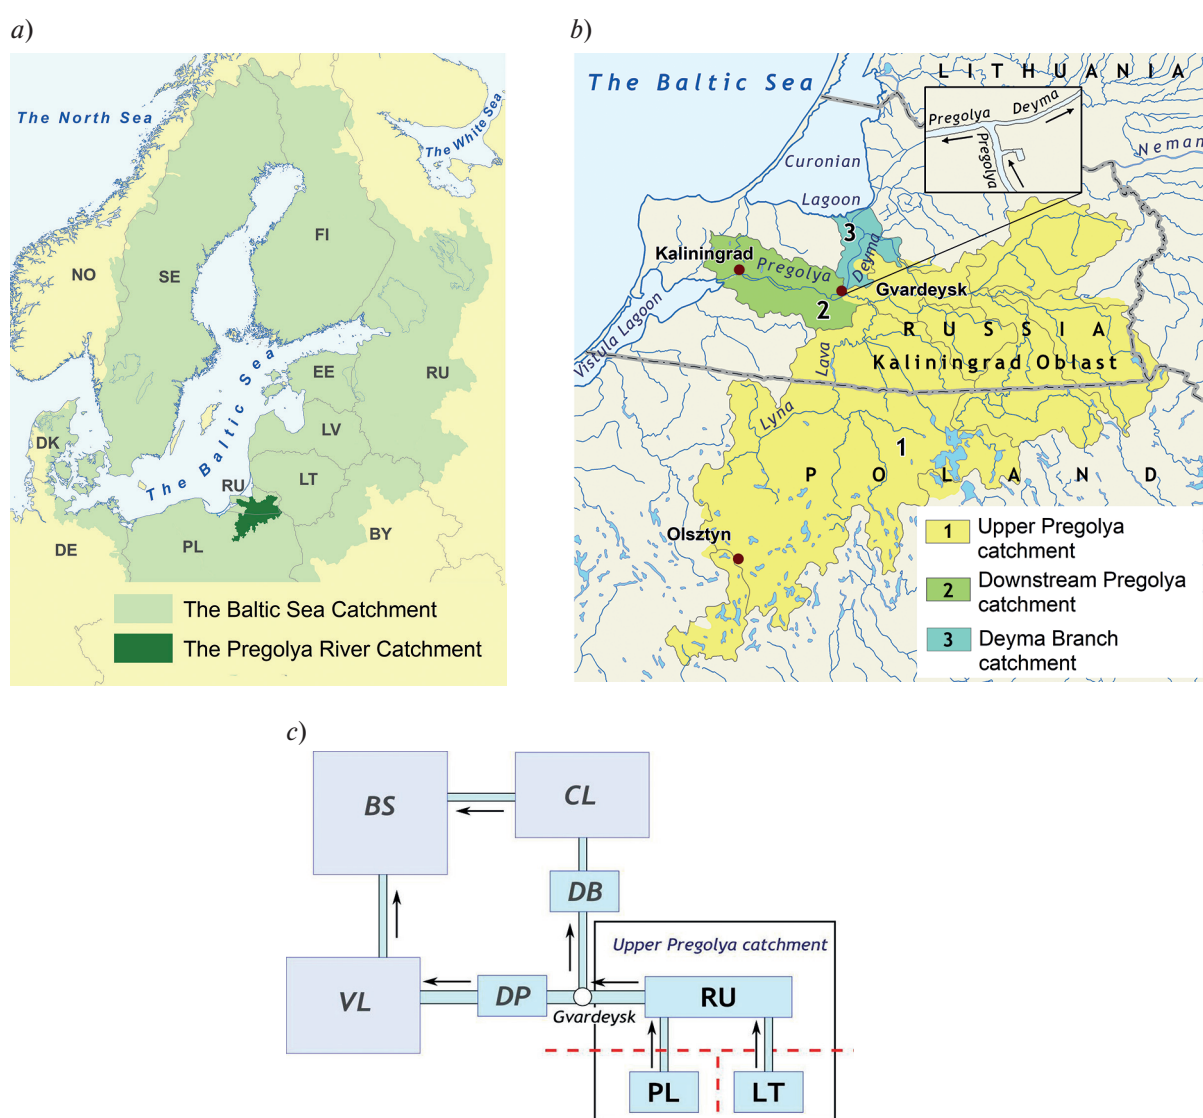 a)
The North Sea
The White Sea
FI
NO
SE
EE
RU
LV
DK
The Baltic Sea
RU
LT
PL
BY
DE
The Baltic Sea Catchment
The Pregolya River Catchment
b)
The Baltic Sea
LITHUANIA
Pregolya
Deyma
Pregolya
Neman
Curonian
Lagoon
3
Kaliningrad
Pregolya
Deyma
Gvardeysk
2
Vistula Lagoon
RUSSIA
Lava
Kaliningrad Oblast
Lyna
1
POLAND
Olsztyn
1 Upper Pregolya
catchment
2 Downstream Pregolya
catchment
3 Deyma Branch
catchment
c)
BS
CL
DB
Upper Pregolya catchment
VL
DP
RU
Gvardeysk
PL
LT